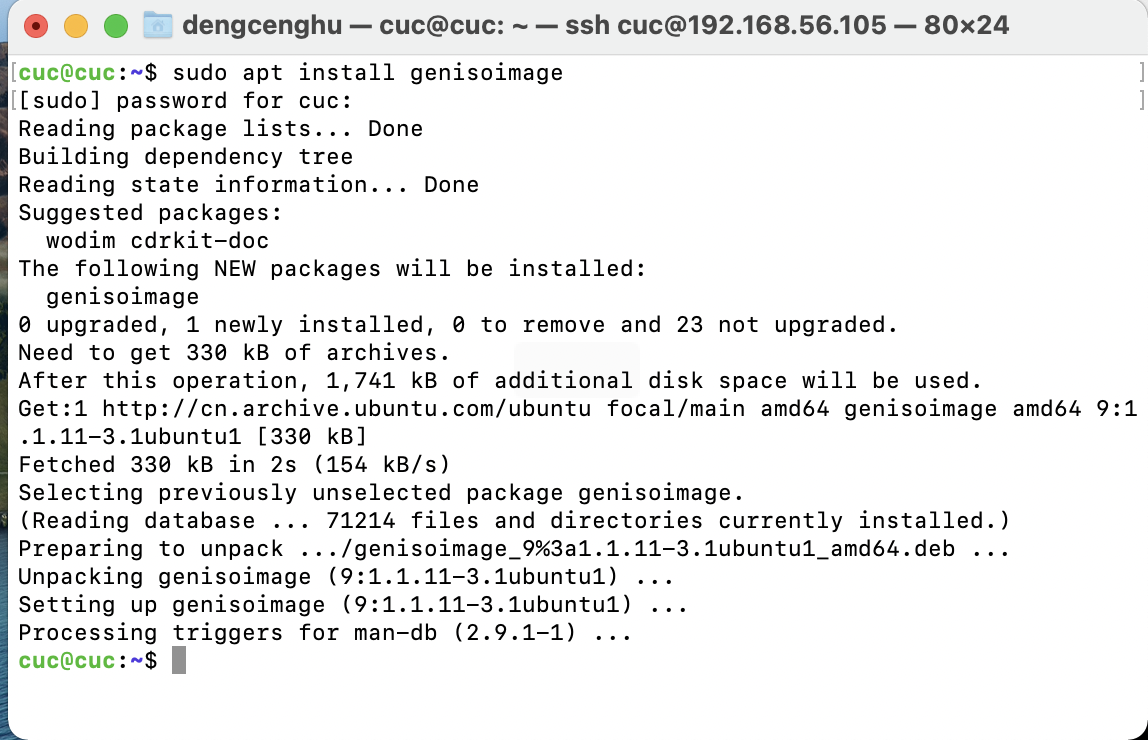 dengcenghu — cuc@cuc: ~ — ssh cuc@192.168.56.105 — 80×24
[cuc@cuc:~$ sudo apt install genisoimage ]
[[sudo] password for cuc: ]
Reading package lists... Done
Building dependency tree
Reading state information... Done
Suggested packages:
  wodim cdrkit-doc
The following NEW packages will be installed:
  genisoimage
0 upgraded, 1 newly installed, 0 to remove and 23 not upgraded.
Need to get 330 kB of archives.
After this operation, 1,741 kB of additional disk space will be used.
Get:1 http://cn.archive.ubuntu.com/ubuntu focal/main amd64 genisoimage amd64 9:1
.1.11-3.1ubuntu1 [330 kB]
Fetched 330 kB in 2s (154 kB/s)
Selecting previously unselected package genisoimage.
(Reading database ... 71214 files and directories currently installed.)
Preparing to unpack .../genisoimage_9%3a1.1.11-3.1ubuntu1_amd64.deb ...
Unpacking genisoimage (9:1.1.11-3.1ubuntu1) ...
Setting up genisoimage (9:1.1.11-3.1ubuntu1) ...
Processing triggers for man-db (2.9.1-1) ...
cuc@cuc:~$